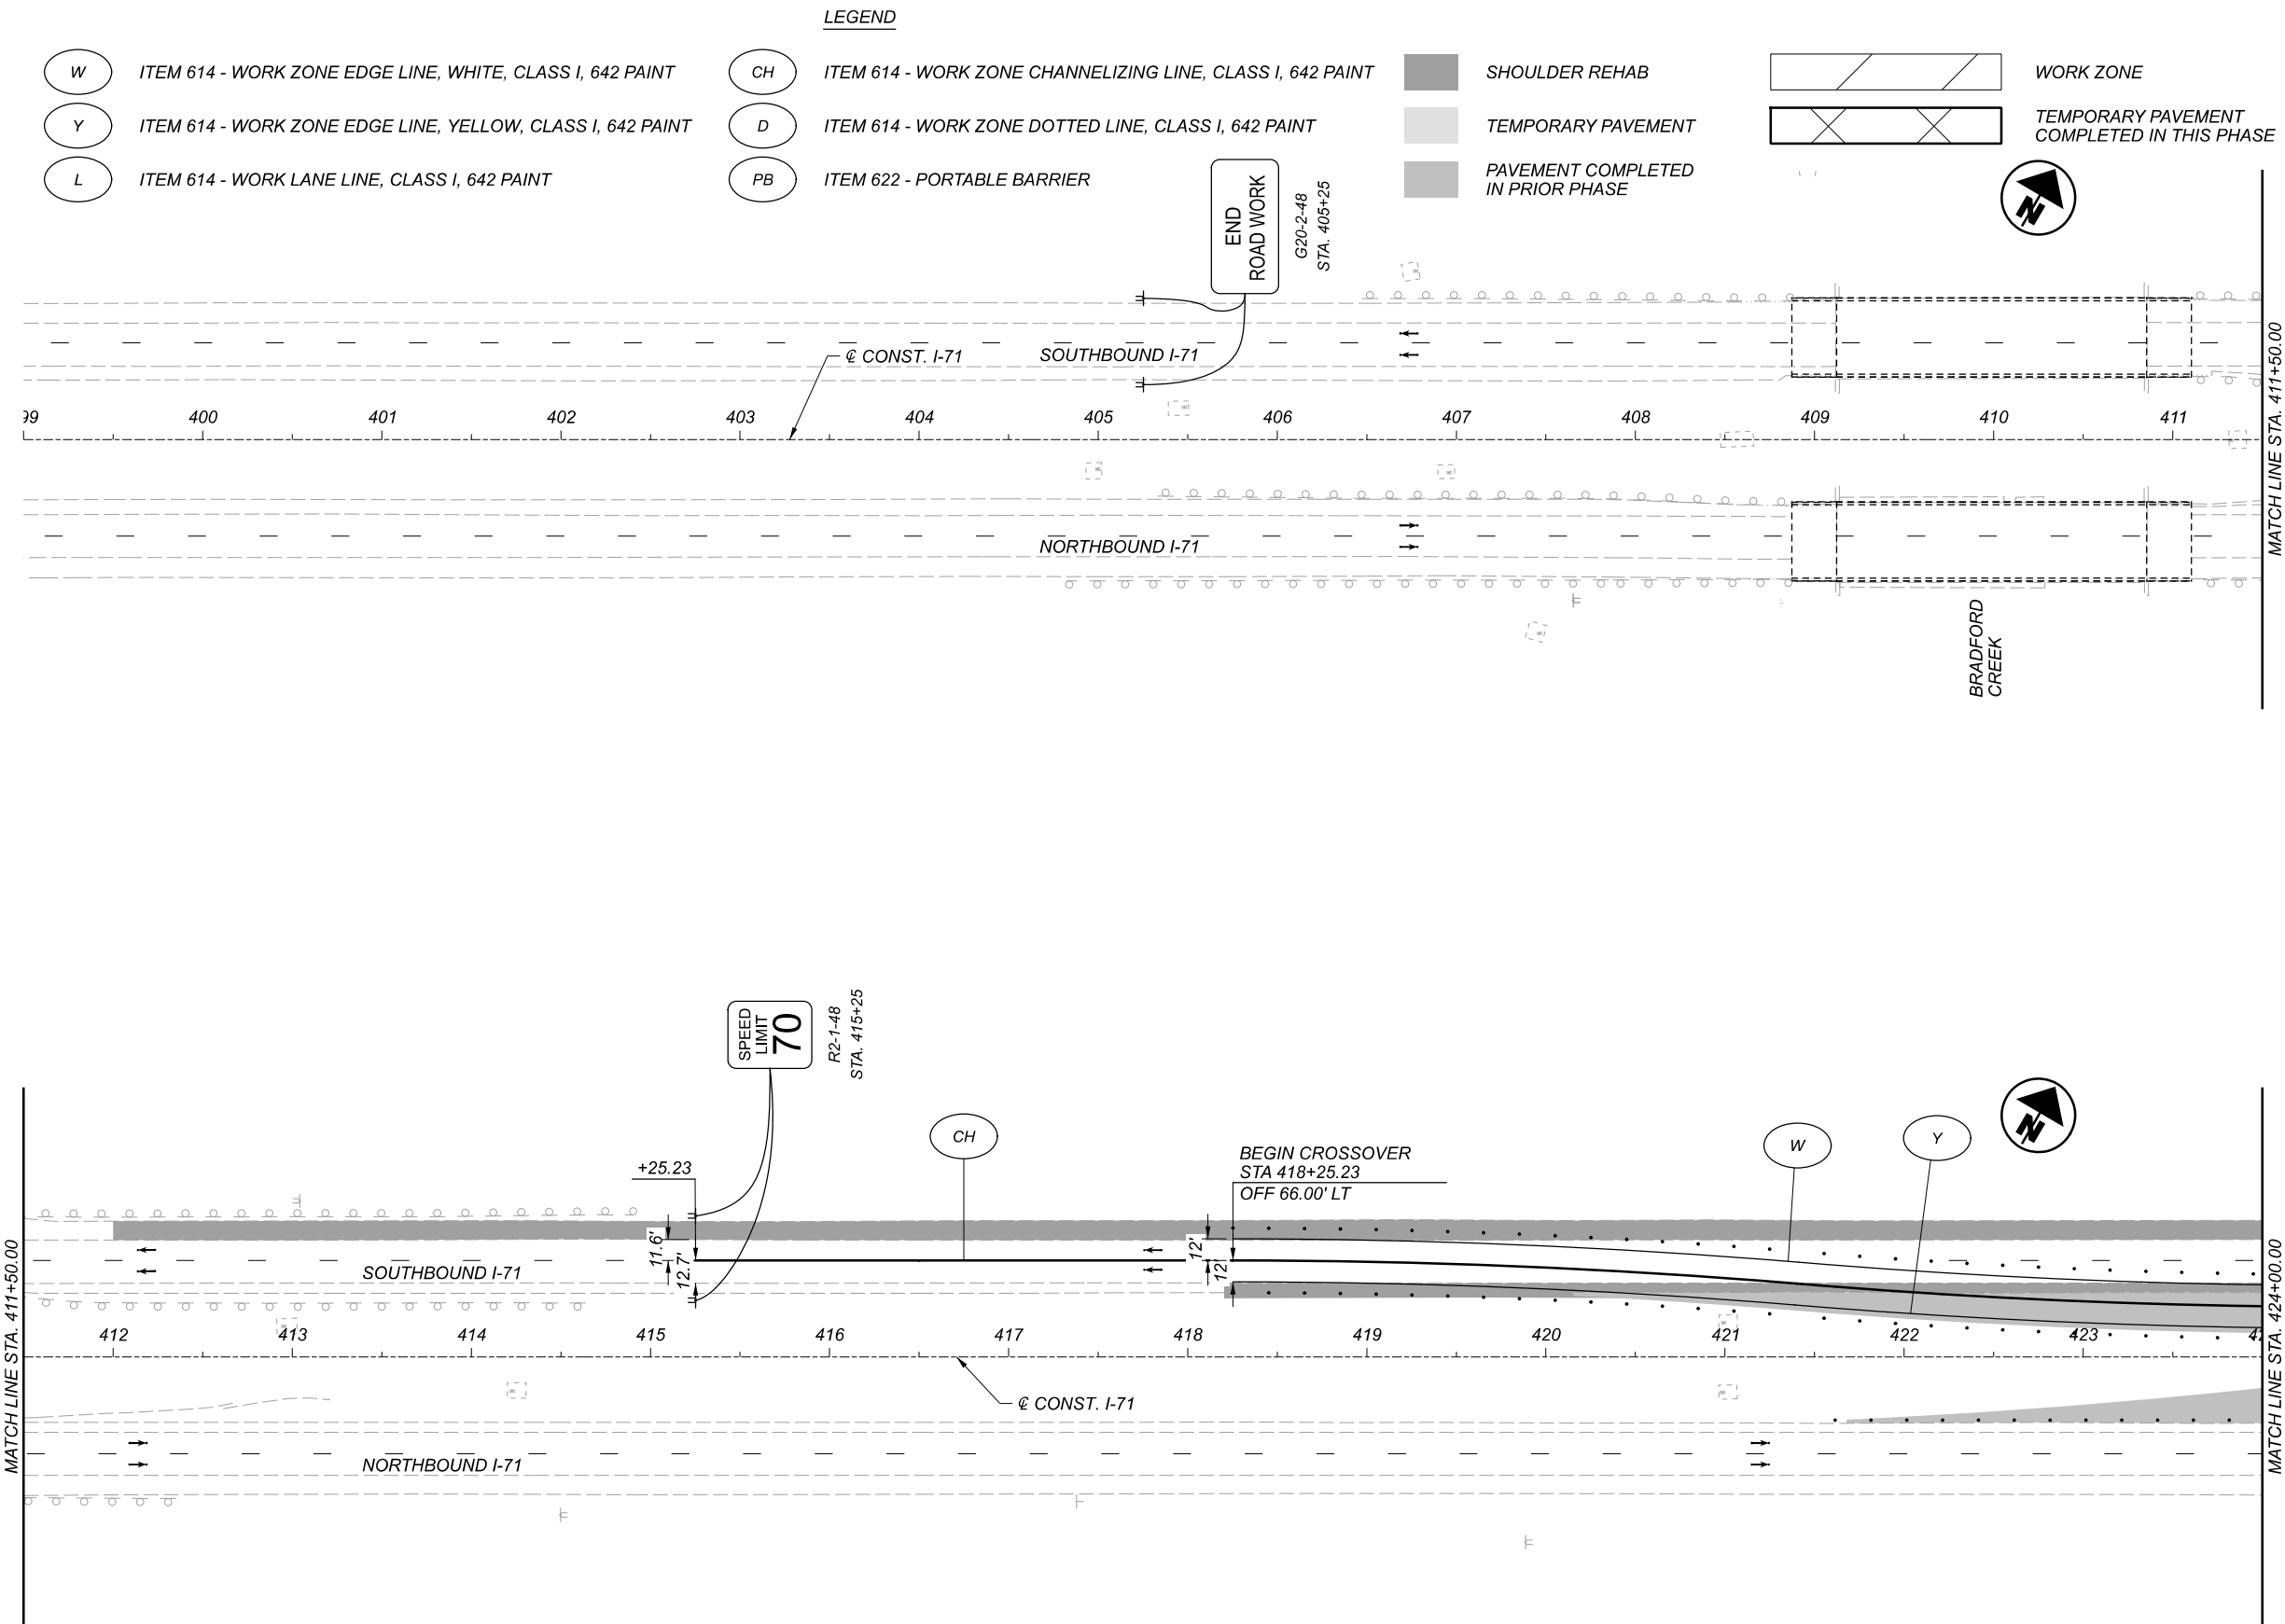 LEGEND
W ITEM 614 - WORK ZONE EDGE LINE, WHITE, CLASS I, 642 PAINT
Y ITEM 614 - WORK ZONE EDGE LINE, YELLOW, CLASS I, 642 PAINT
L ITEM 614 - WORK LANE LINE, CLASS I, 642 PAINT
CH ITEM 614 - WORK ZONE CHANNELIZING LINE, CLASS I, 642 PAINT
D ITEM 614 - WORK ZONE DOTTED LINE, CLASS I, 642 PAINT
PB ITEM 622 - PORTABLE BARRIER
SHOULDER REHAB
TEMPORARY PAVEMENT
PAVEMENT COMPLETED
IN PRIOR PHASE
WORK ZONE
TEMPORARY PAVEMENT
COMPLETED IN THIS PHASE
N
END
ROAD WORK
G20-2-48
STA. 405+25
℄ CONST. I-71
SOUTHBOUND I-71
99 400 401 402 403 404 405 406 407 408 409 410 411
NORTHBOUND I-71
BRADFORD
CREEK
MATCH LINE STA. 411+50.00
SPEED
LIMIT
70
R2-1-48
STA. 415+25
N
CH
W
Y
+25.23
BEGIN CROSSOVER
STA 418+25.23
OFF 66.00' LT
11.6'
12.7'
12'
12'
SOUTHBOUND I-71
412 413 414 415 416 417 418 419 420 421 422 423 42
℄ CONST. I-71
NORTHBOUND I-71
MATCH LINE STA. 411+50.00
MATCH LINE STA. 424+00.00